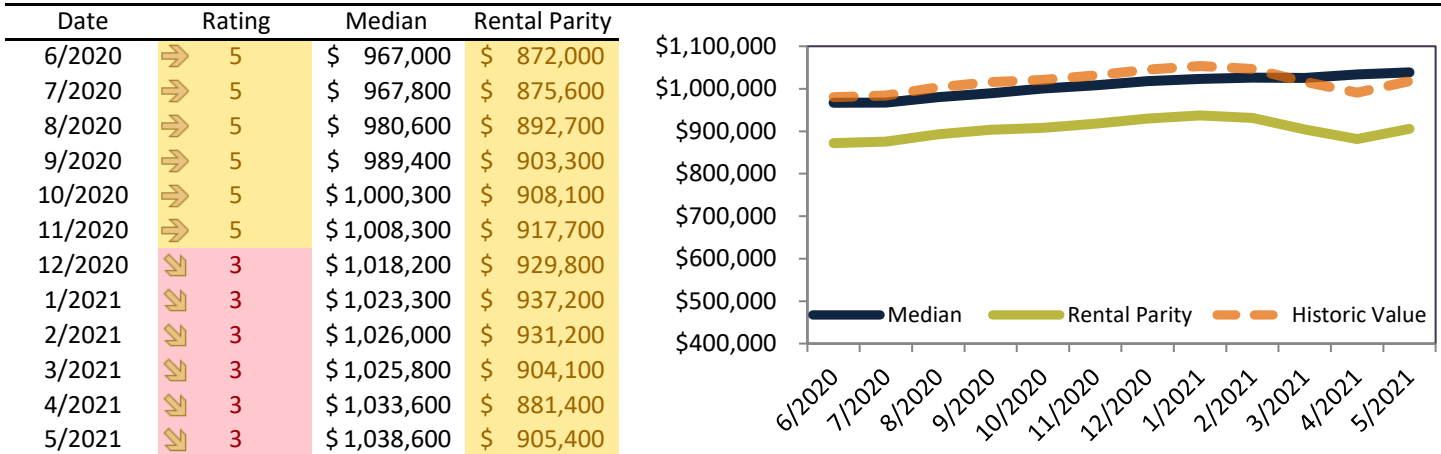 Date Rating Median Rental Parity
6/2020 5 $ 967,000 $ 872,000
7/2020 5 $ 967,800 $ 875,600
8/2020 5 $ 980,600 $ 892,700
9/2020 5 $ 989,400 $ 903,300
10/2020 5 $ 1,000,300 $ 908,100
11/2020 5 $ 1,008,300 $ 917,700
12/2020 3 $ 1,018,200 $ 929,800
1/2021 3 $ 1,023,300 $ 937,200
2/2021 3 $ 1,026,000 $ 931,200
3/2021 3 $ 1,025,800 $ 904,100
4/2021 3 $ 1,033,600 $ 881,400
5/2021 3 $ 1,038,600 $ 905,400
$1,100,000
$1,000,000
$900,000
$800,000
$700,000
$600,000
$500,000
$400,000
Median Rental Parity Historic Value
6/2020 7/2020 8/2020 9/2020 10/2020 11/2020 12/2020 1/2021 2/2021 3/2021 4/2021 5/2021